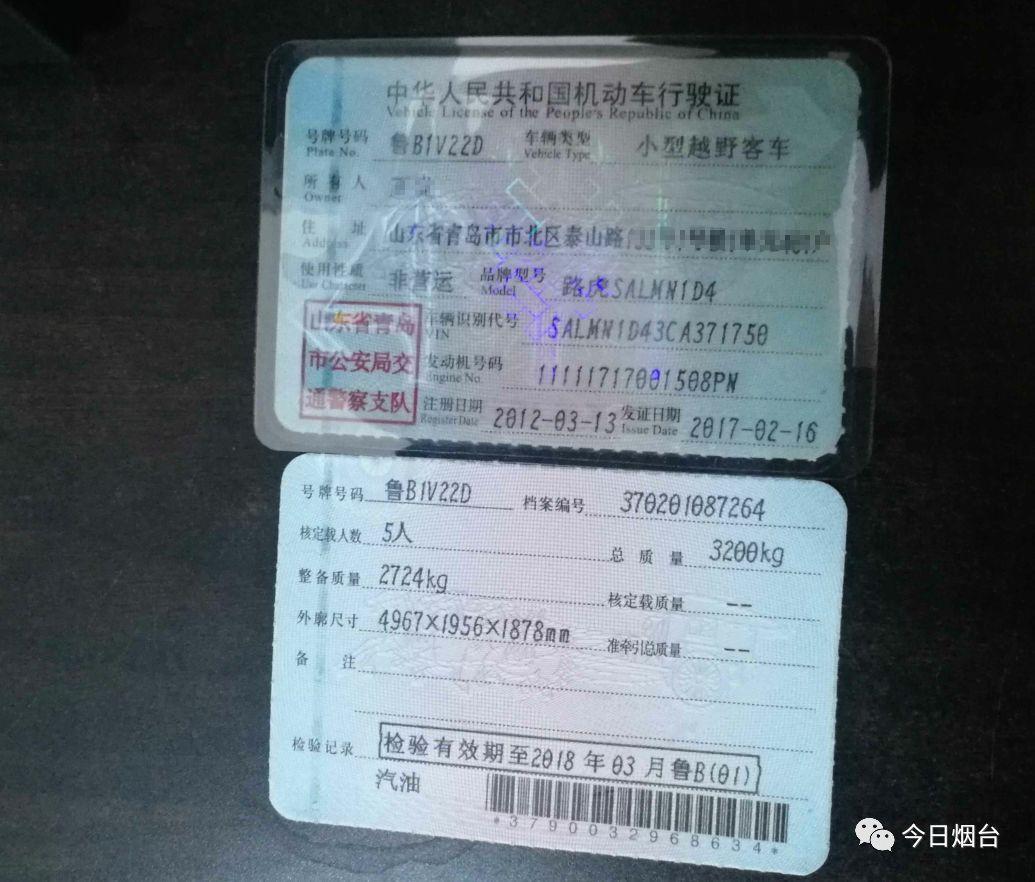 中华人民共和国机动车行驶证
Vehicle License of the People's Republic of China
号牌号码 鲁B1V22D 车辆类型 小型越野客车
Plate No. Vehicle Type
所有人
Owner
住址 山东省青岛市市北区泰山路
Address
使用性质 非营运 品牌型号 路虎SALMN1D4
Use Character Model
山东省青岛 车辆识别代号 SALMN1D43CA371750
VIN
市公安局交 发动机号码 11111717001508PN
Engine No.
通警察支队 注册日期 2012-03-13 发证日期 2017-02-16
Register Date Issue Date
号牌号码 鲁B1V22D 档案编号 370201087264
核定载人数 5人 总质量 3200kg
整备质量 2724kg 核定载质量 --
外廓尺寸 4967×1956×1878mm 准牵引总质量 --
备注
检验记录 检验有效期至2018年03月鲁B(01)
汽油
*3790032968634*
今日烟台